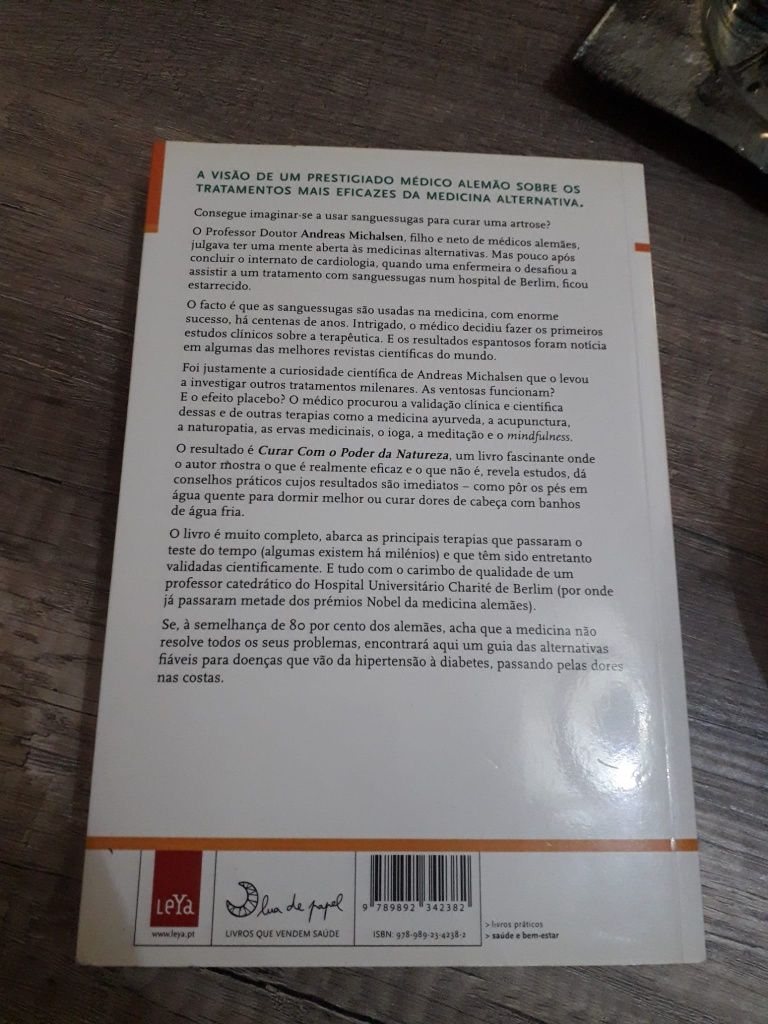 A VISÃO DE UM PRESTIGIADO MÉDICO ALEMÃO SOBRE OS
TRATAMENTOS MAIS EFICAZES DA MEDICINA ALTERNATIVA.
Consegue imaginar-se a usar sanguessugas para curar uma artrose?
O Professor Doutor Andreas Michalsen, filho e neto de médicos alemães,
julgava ter uma mente aberta às medicinas alternativas. Mas pouco após
concluir o internato de cardiologia, quando uma enfermeira o desafiou a
assistir a um tratamento com sanguessugas num hospital de Berlim, ficou
estarrecido.
O facto é que as sanguessugas são usadas na medicina, com enorme
sucesso, há centenas de anos. Intrigado, o médico decidiu fazer os primeiros
estudos clínicos sobre a terapêutica. E os resultados espantosos foram notícia
em algumas das melhores revistas científicas do mundo.
Foi justamente a curiosidade científica de Andreas Michalsen que o levou
a investigar outros tratamentos milenares. As ventosas funcionam?
E o efeito placebo? O médico procurou a validação clínica e científica
dessas e de outras terapias como a medicina ayurveda, a acupunctura,
a naturopatia, as ervas medicinais, o ioga, a meditação e o mindfulness.
O resultado é Curar Com o Poder da Natureza, um livro fascinante onde
o autor mostra o que é realmente eficaz e o que não é, revela estudos, dá
conselhos práticos cujos resultados são imediatos – como pôr os pés em
água quente para dormir melhor ou curar dores de cabeça com banhos
de água fria.
O livro é muito completo, abarca as principais terapias que passaram o
teste do tempo (algumas existem há milénios) e que têm sido entretanto
validadas cientificamente. E tudo com o carimbo de qualidade de um
professor catedrático do Hospital Universitário Charité de Berlim (por onde
já passaram metade dos prémios Nobel da medicina alemães).
Se, à semelhança de 80 por cento dos alemães, acha que a medicina não
resolve todos os seus problemas, encontrará aqui um guia das alternativas
fiáveis para doenças que vão da hipertensão à diabetes, passando pelas dores
nas costas.
LeYa
www.leya.pt
lua de papel
LIVROS QUE VENDEM SAÚDE
9 789892 342382
ISBN: 978-989-23-4238-2
> livros práticos
> saúde e bem-estar